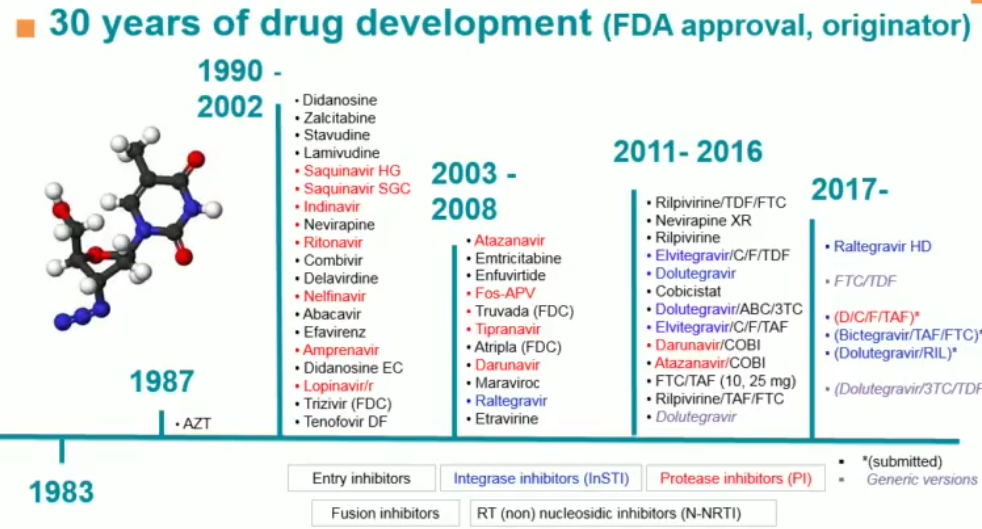 30 years of drug development (FDA approval, originator)
1990 -
2002
• Didanosine
• Zalcitabine
• Stavudine
• Lamivudine
• Saquinavir HG
• Saquinavir SGC
• Indinavir
• Nevirapine
• Ritonavir
• Combivir
• Delavirdine
• Nelfinavir
• Abacavir
• Efavirenz
• Amprenavir
• Didanosine EC
• Lopinavir/r
• Trizivir (FDC)
• Tenofovir DF
2003 -
2008
• Atazanavir
• Emtricitabine
• Enfuvirtide
• Fos-APV
• Truvada (FDC)
• Tipranavir
• Atripla (FDC)
• Darunavir
• Maraviroc
• Raltegravir
• Etravirine
2011- 2016
• Rilpivirine/TDF/FTC
• Nevirapine XR
• Rilpivirine
• Elvitegravir/C/F/TDF
• Dolutegravir
• Cobicistat
• Dolutegravir/ABC/3TC
• Elvitegravir/C/F/TAF
• Darunavir/COBI
• Atazanavir/COBI
• FTC/TAF (10, 25 mg)
• Rilpivirine/TAF/FTC
• Dolutegravir
2017-
• Raltegravir HD
• FTC/TDF
• (D/C/F/TAF)*
• (Bictegravir/TAF/FTC)*
• (Dolutegravir/RIL)*
• (Dolutegravir/3TC/TDF
1987
• AZT
1983
Entry inhibitors
Integrase inhibitors (InSTI)
Protease inhibitors (PI)
Fusion inhibitors
RT (non) nucleosidic inhibitors (N-NRTI)
*(submitted)
Generic versions